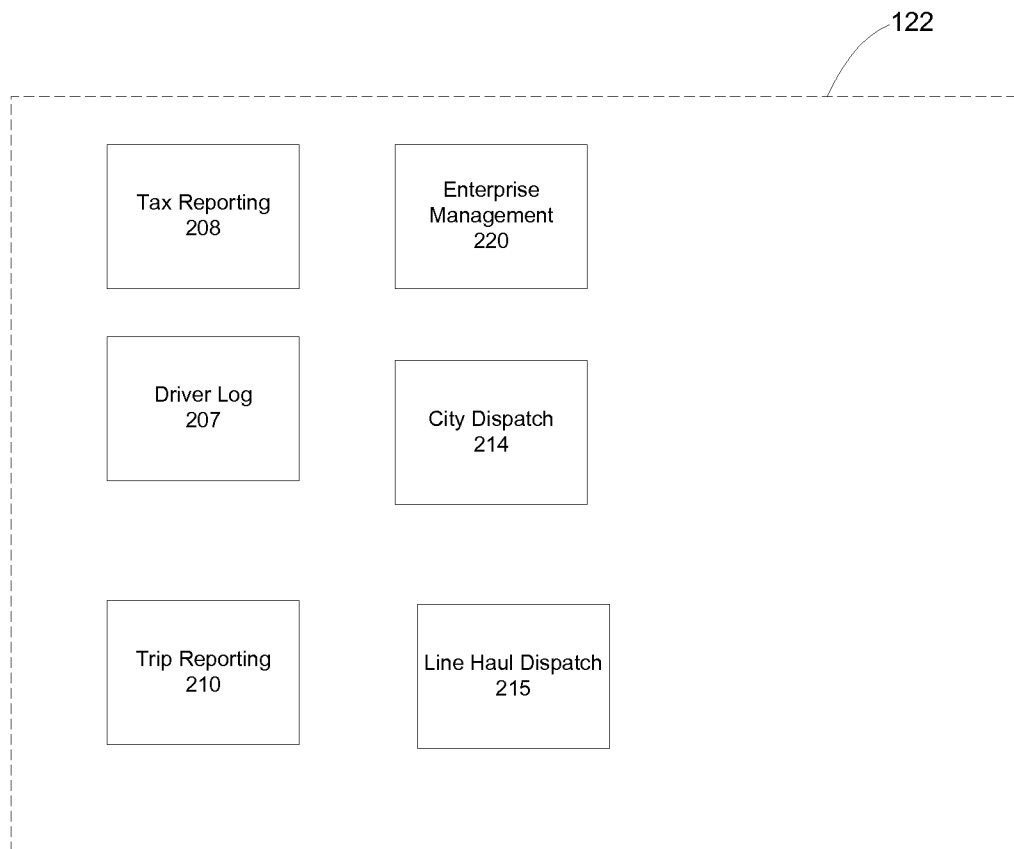 122
Tax Reporting
208
Enterprise
Management
220
Driver Log
207
City Dispatch
214
Trip Reporting
210
Line Haul Dispatch
215